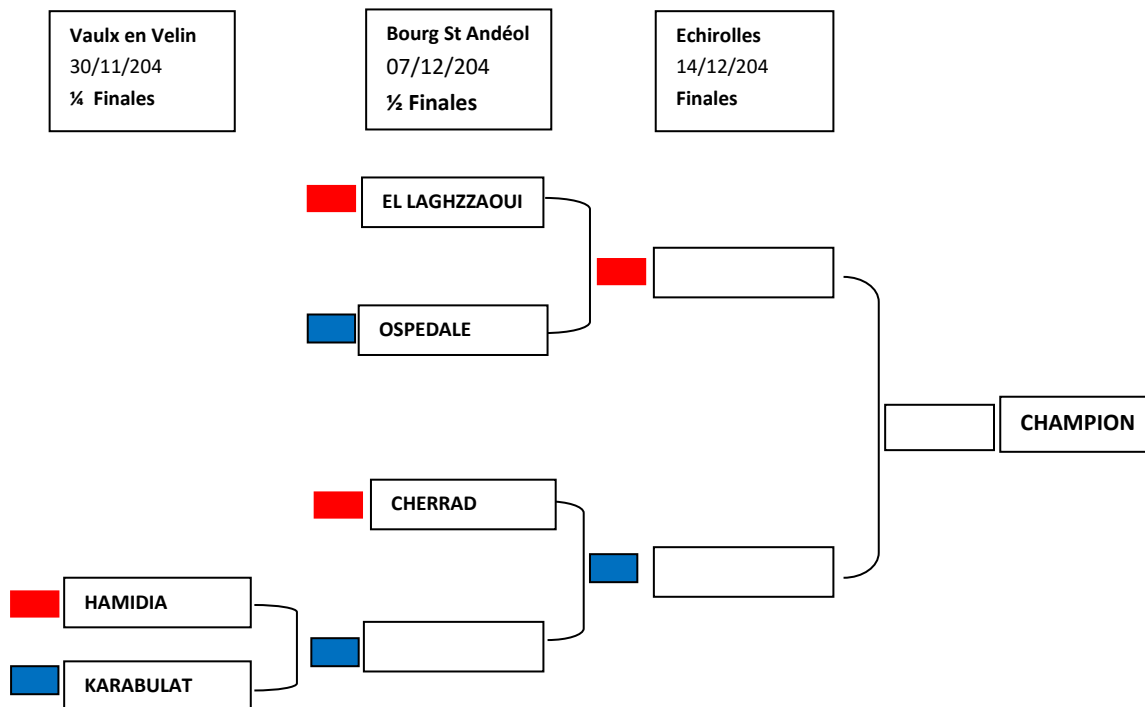 Vaulx en Velin
30/11/204
¼ Finales
Bourg St Andéol
07/12/204
½ Finales
Echirolles
14/12/204
Finales
EL LAGHZZAOUI
OSPEDALE
CHAMPION
CHERRAD
HAMIDIA
KARABULAT